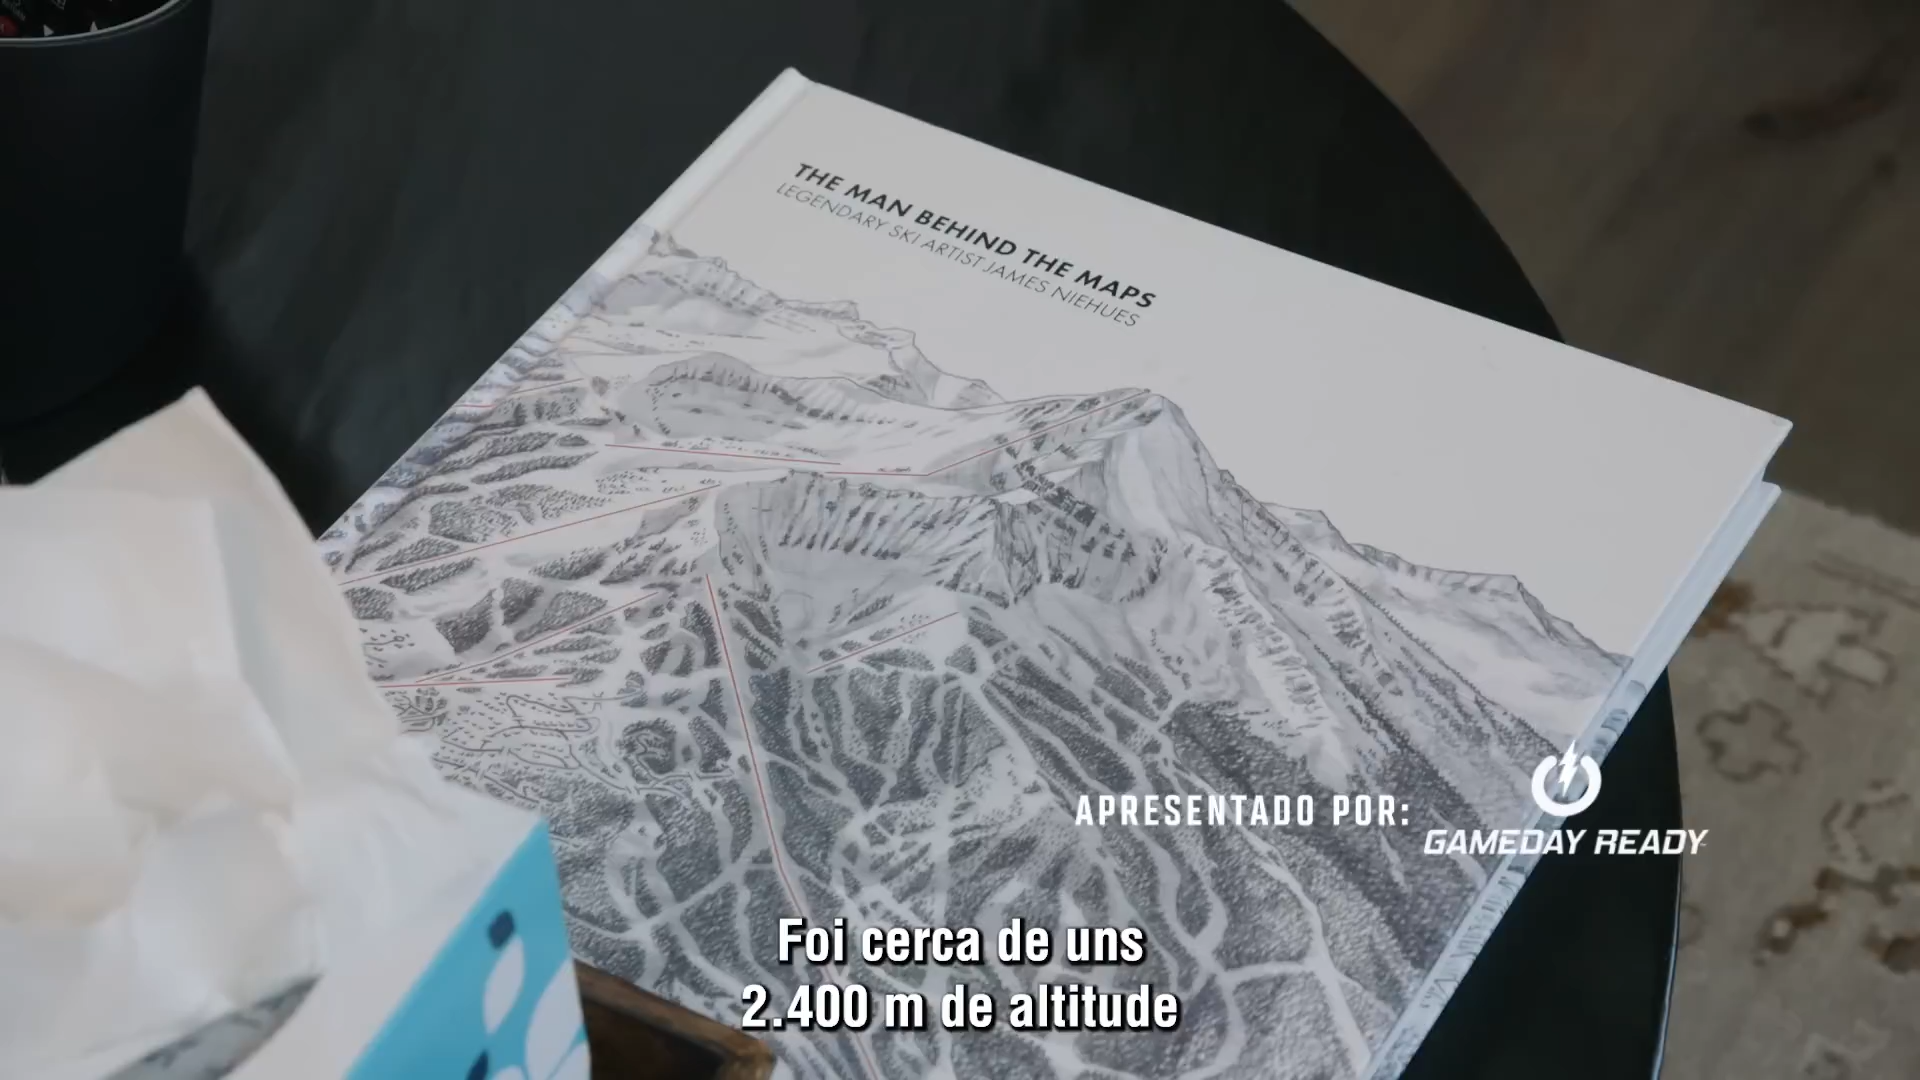 THE MAN BEHIND THE MAPS
LEGENDARY SKI ARTIST JAMES NIEHUES
APRESENTADO POR:
GAMEDAY READY
Foi cerca de uns
2.400 m de altitude